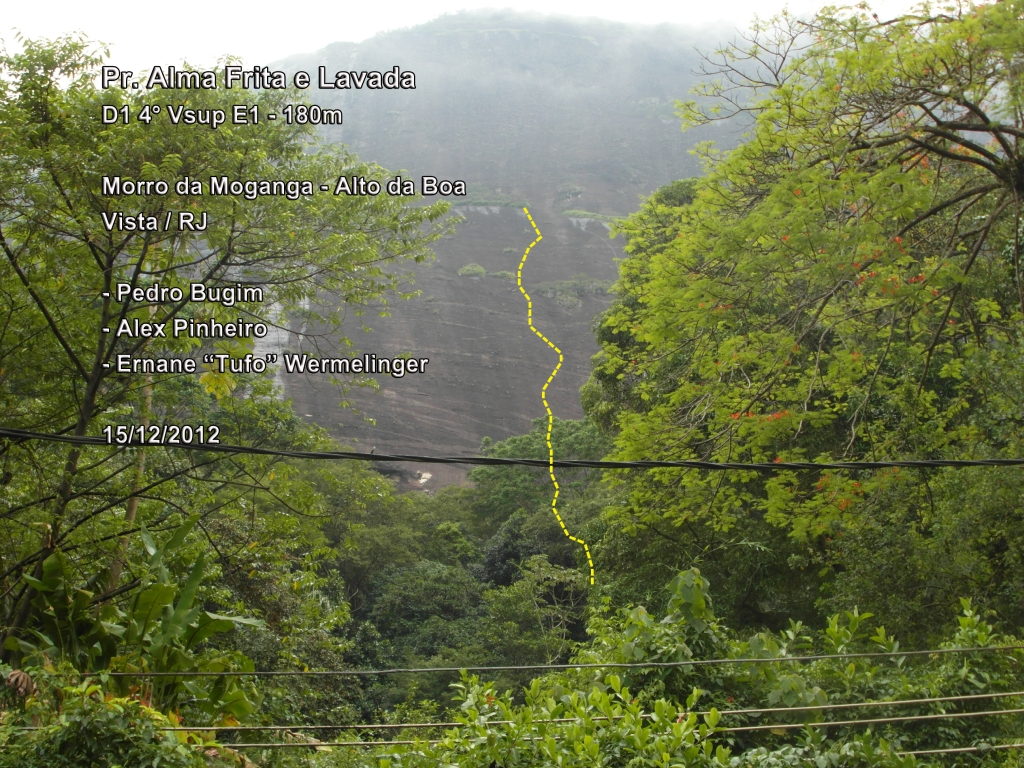 Pr. Alma Frita e Lavada
D1 4° Vsup E1 - 180m
Morro da Moganga - Alto da Boa
Vista / RJ
- Pedro Bugim
- Alex Pinheiro
- Ernane “Tufo” Wermelinger
15/12/2012